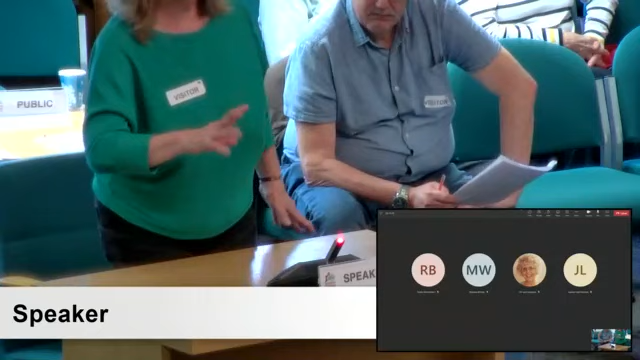 VISITOR
VISITOR
PUBLIC
SPEAK
RB
MW
JL
Speaker